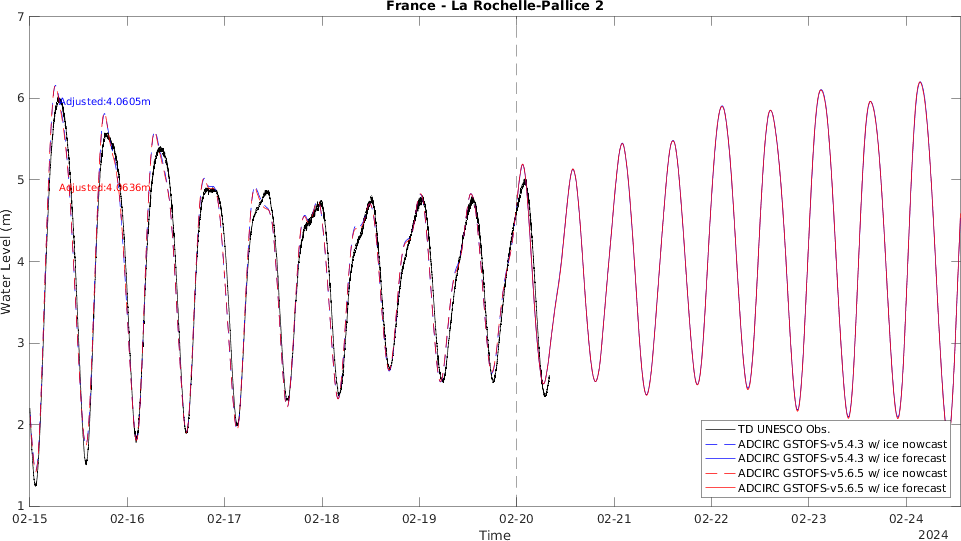 France - La Rochelle-Pallice 2
7
6
5
4
3
2
1
Water Level (m)
Adjusted:4.0605m
Adjusted:4.0636m
TD UNESCO Obs.
ADCIRC GSTOFS-v5.4.3 w/ ice nowcast
ADCIRC GSTOFS-v5.4.3 w/ ice forecast
ADCIRC GSTOFS-v5.6.5 w/ ice nowcast
ADCIRC GSTOFS-v5.6.5 w/ ice forecast
02-15 02-16 02-17 02-18 02-19 02-20 02-21 02-22 02-23 02-24
Time
2024